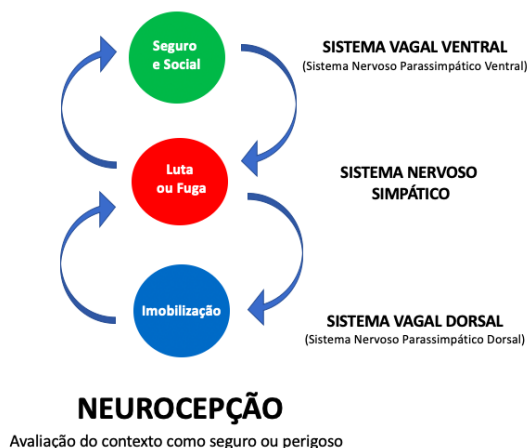 Seguro
e Social
SISTEMA VAGAL VENTRAL
(Sistema Nervoso Parassimpático Ventral)
Luta
ou Fuga
SISTEMA NERVOSO
SIMPÁTICO
Imobilização
SISTEMA VAGAL DORSAL
(Sistema Nervoso Parassimpático Dorsal)
NEUROCEPÇÃO
Avaliação do contexto como seguro ou perigoso